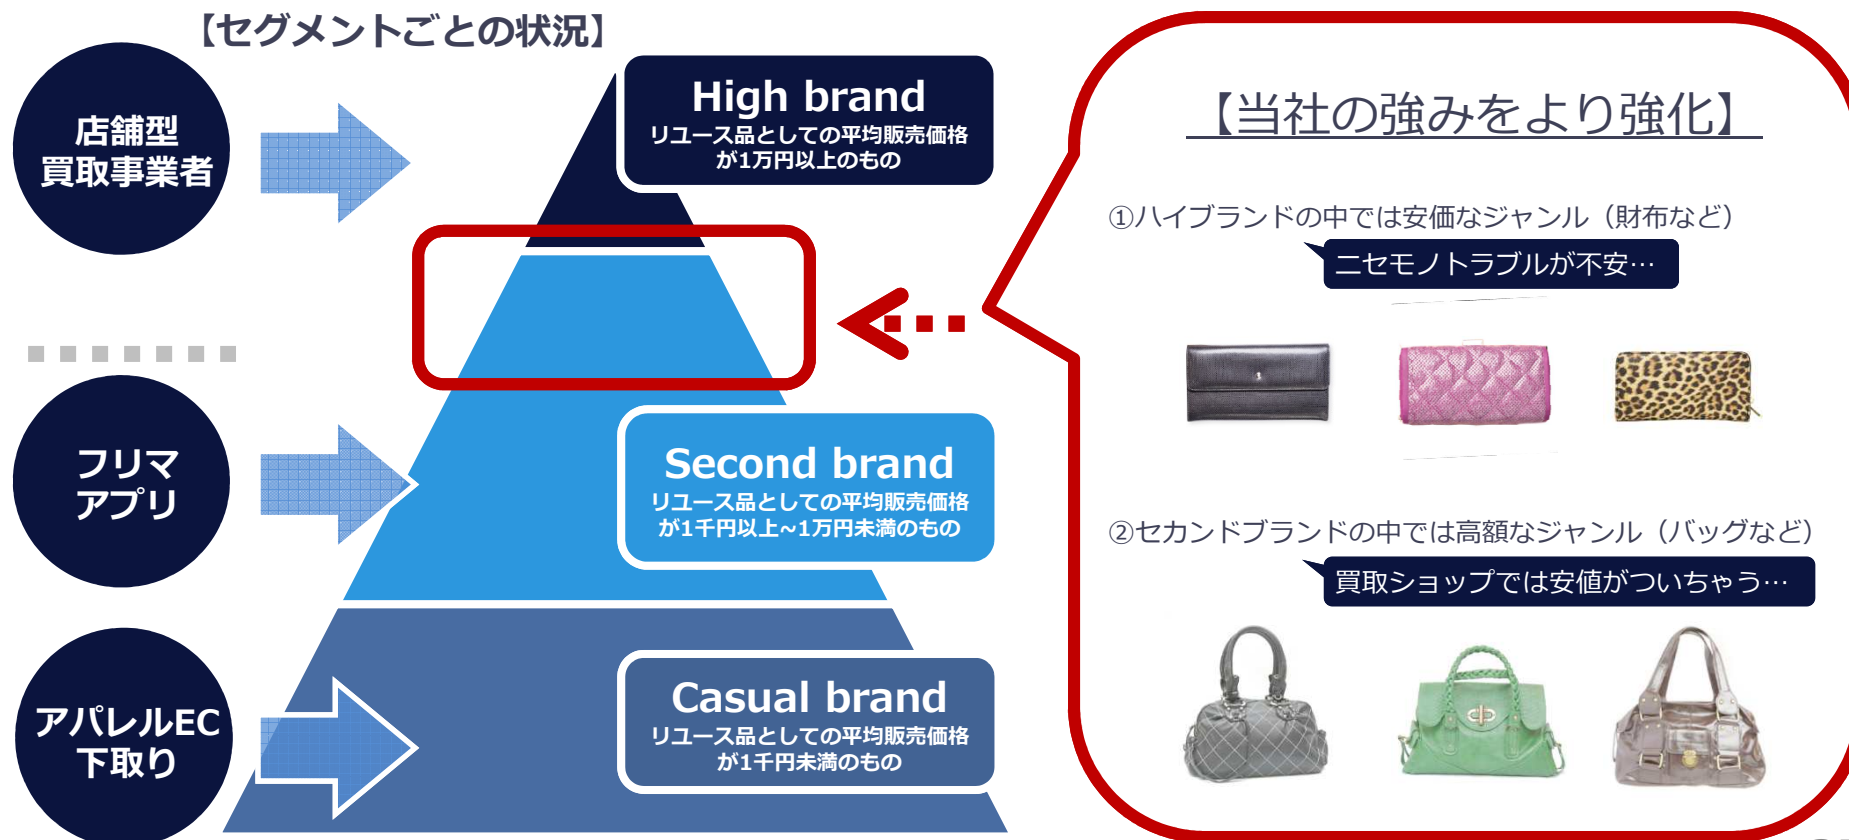 【セグメントごとの状況】
店舗型
買取事業者
High brand
リユース品としての平均販売価格
が1万円以上のもの
フリマ
アプリ
Second brand
リユース品としての平均販売価格
が1千円以上~1万円未満のもの
アパレルEC
下取り
Casual brand
リユース品としての平均販売価格
が1千円未満のもの
【当社の強みをより強化】
①ハイブランドの中では安価なジャンル（財布など）
ニセモノトラブルが不安…
②セカンドブランドの中では高額なジャンル（バッグなど）
買取ショップでは安値がついちゃう…